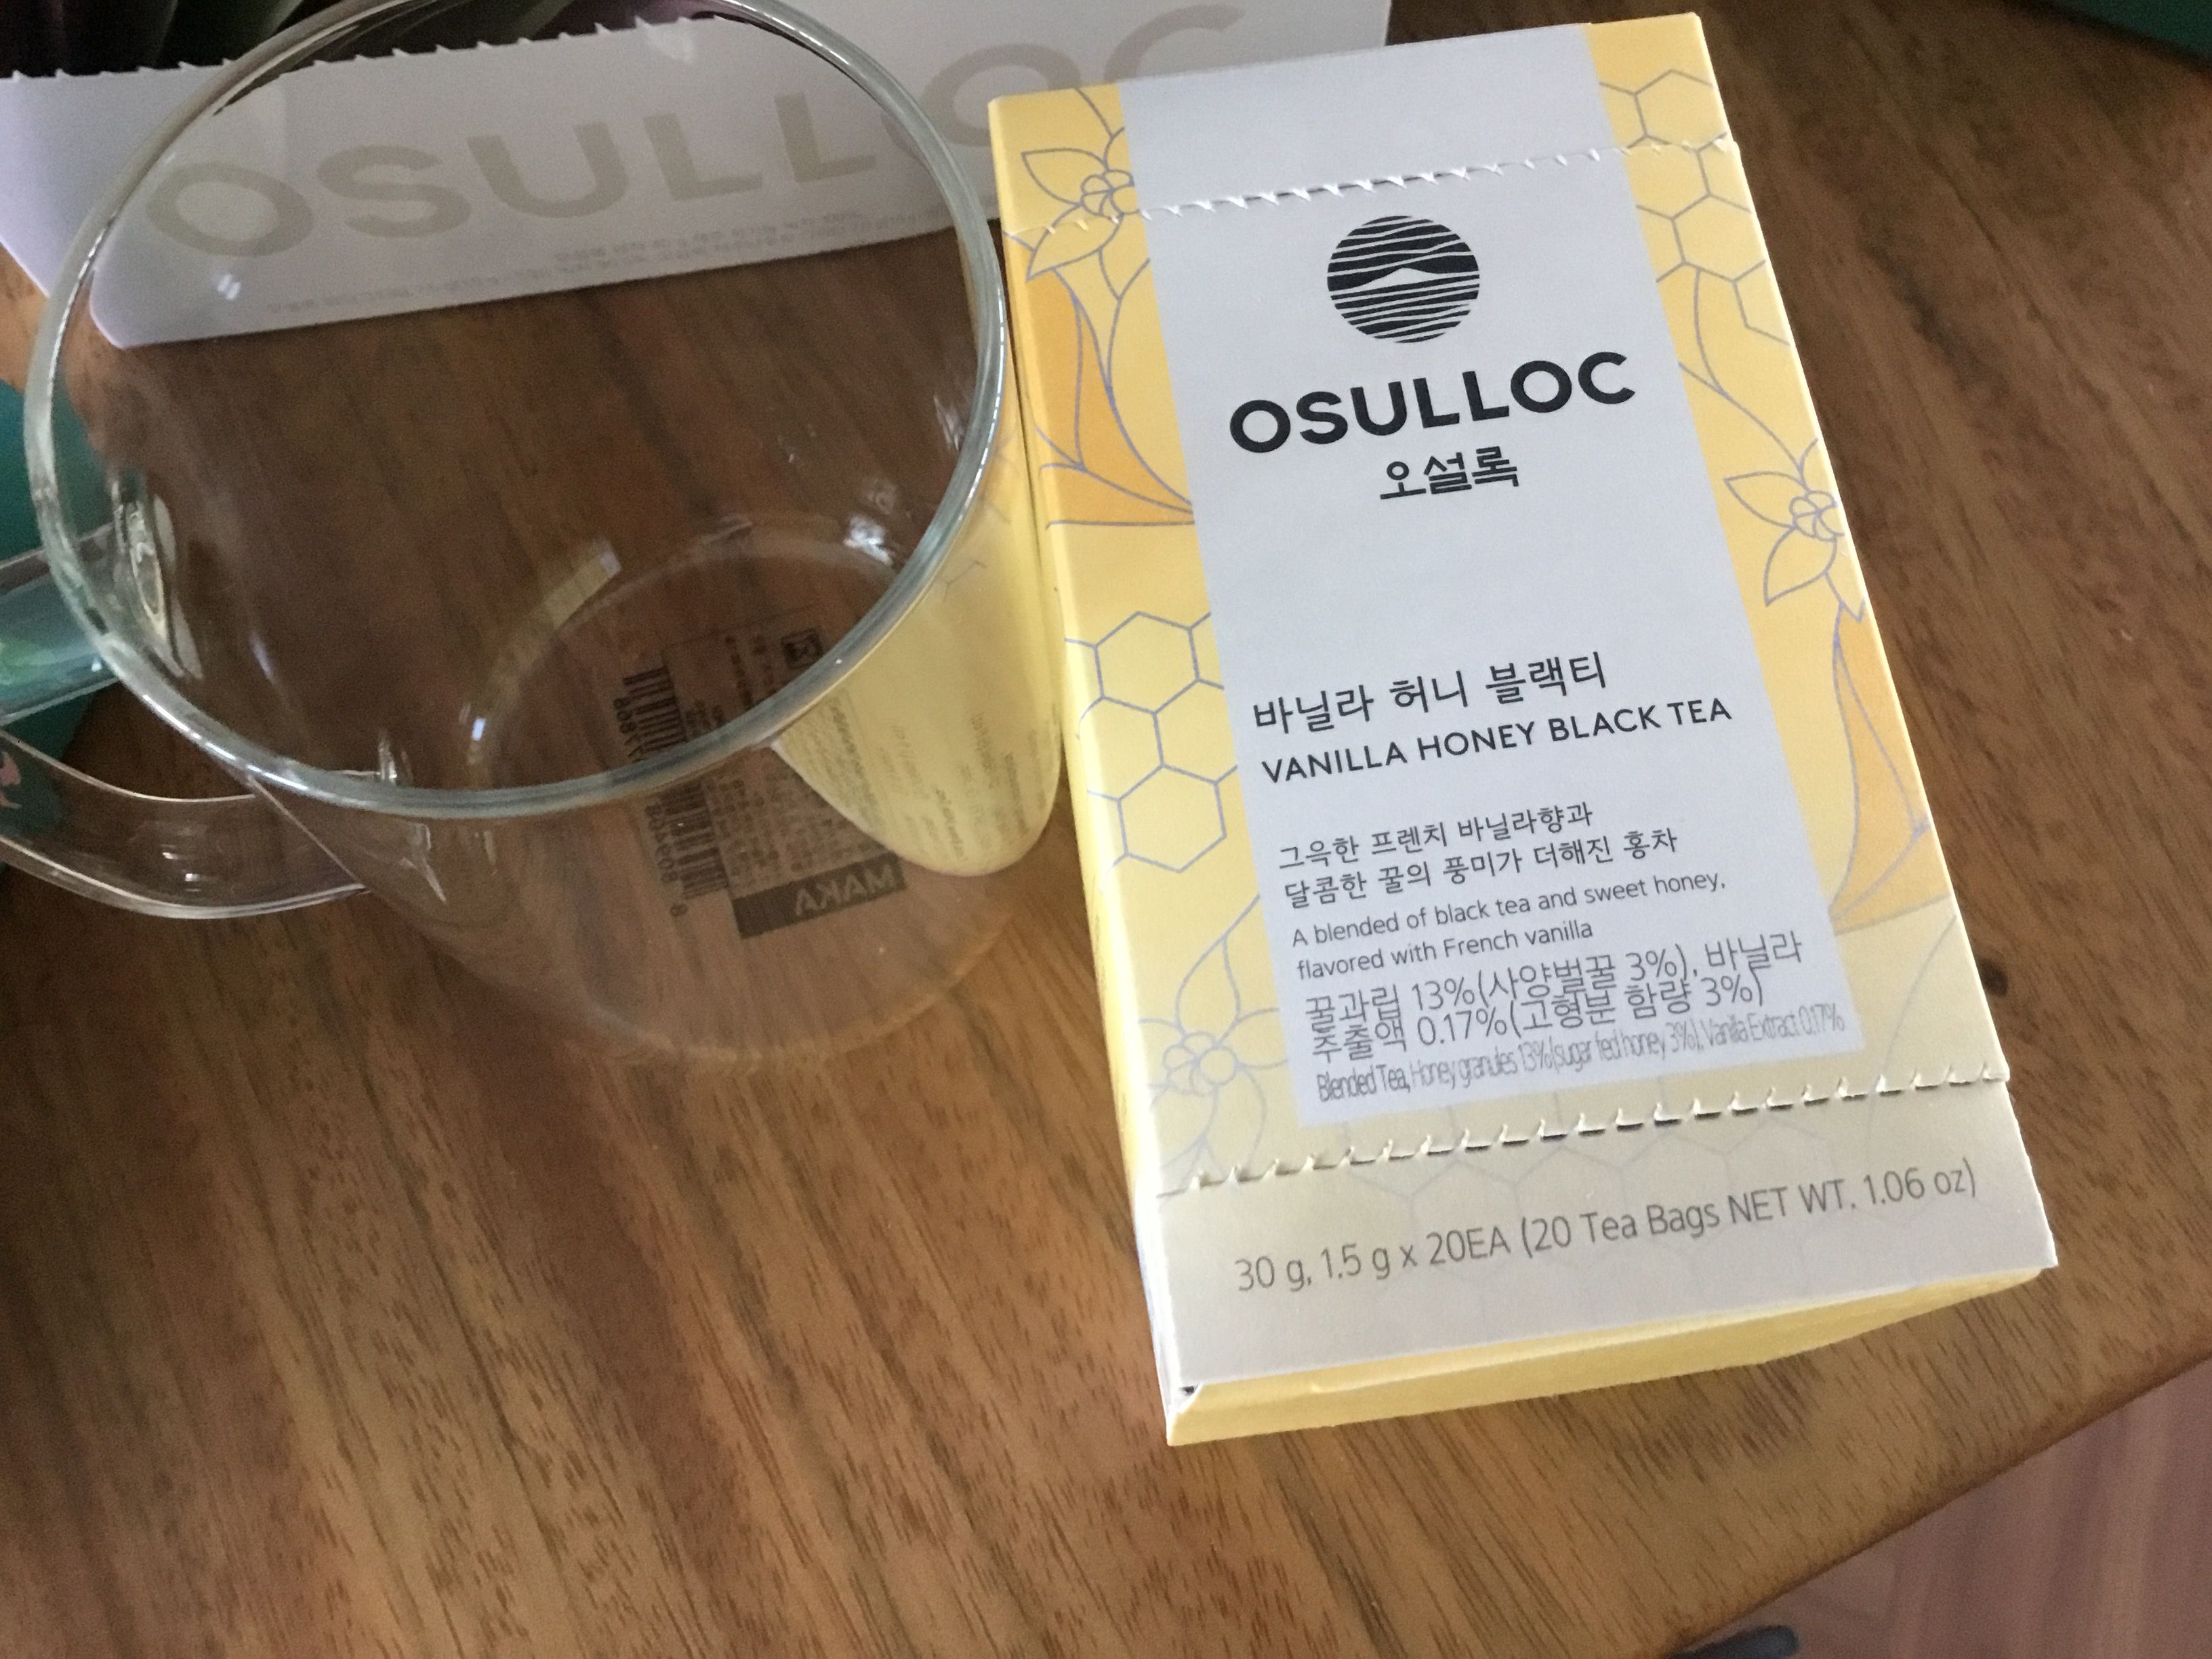 OSULLOC
OSULLOC
오설록
바닐라 허니 블랙티
VANILLA HONEY BLACK TEA
그윽한 프렌치 바닐라향과
달콤한 꿀의 풍미가 더해진 홍차
A blended of black tea and sweet honey,
flavored with French vanilla
꿀과립 13%(사양벌꿀 3%), 바닐라
추출액 0.17%(고형분 함량 3%)
Blended Tea, Honey granules 13%(sugar fed honey 3%), Vanilla Extract 0.17%
30 g, 1.5 g x 20EA (20 Tea Bags NET WT. 1.06 oz)
MAKA